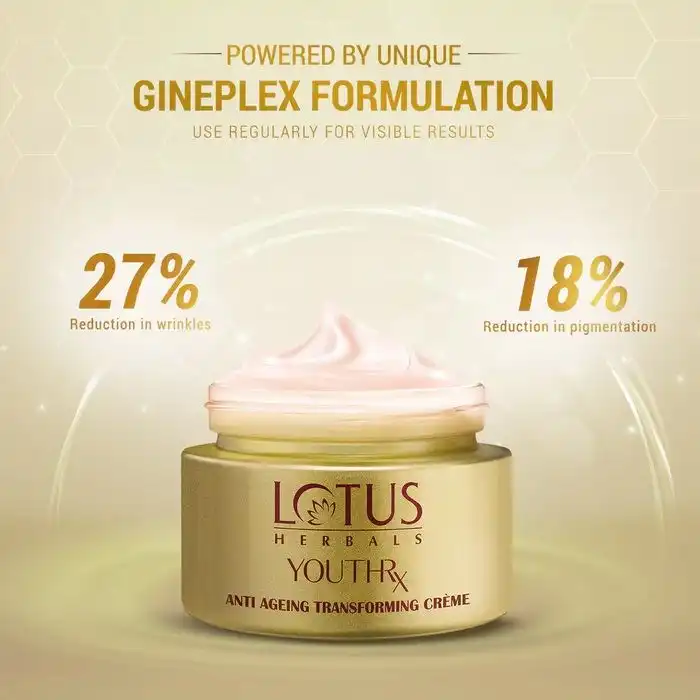 POWERED BY UNIQUE
GINEPLEX FORMULATION
USE REGULARLY FOR VISIBLE RESULTS
27%
Reduction in wrinkles
18%
Reduction in pigmentation
LOTUS
HERBALS
YOUTHRx
ANTI AGEING TRANSFORMING CRÈME